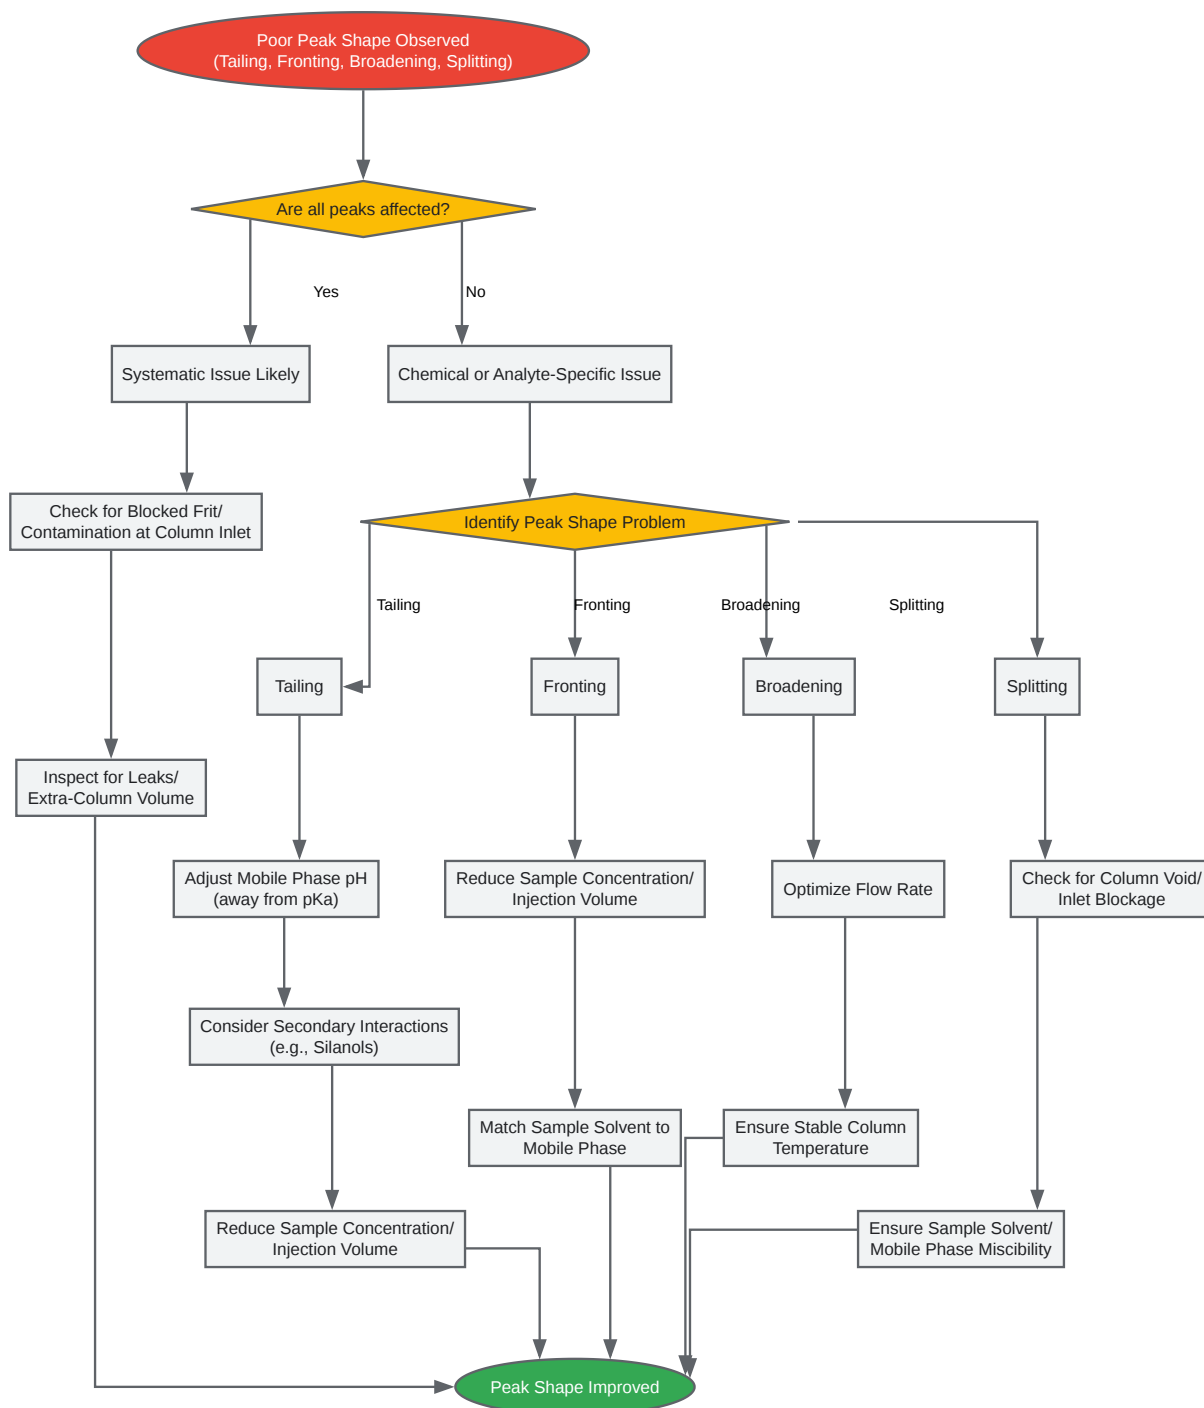 Poor Peak Shape Observed
(Tailing, Fronting, Broadening, Splitting)
Are all peaks affected?
Yes
No
Systematic Issue Likely
Chemical or Analyte-Specific Issue
Check for Blocked Frit/
Contamination at Column Inlet
Identify Peak Shape Problem
Tailing
Fronting
Broadening
Splitting
Tailing
Fronting
Broadening
Splitting
Inspect for Leaks/
Extra-Column Volume
Adjust Mobile Phase pH
(away from pKa)
Reduce Sample Concentration/
Injection Volume
Optimize Flow Rate
Check for Column Void/
Inlet Blockage
Consider Secondary Interactions
(e.g., Silanols)
Match Sample Solvent to
Mobile Phase
Ensure Stable Column
Temperature
Reduce Sample Concentration/
Injection Volume
Ensure Sample Solvent/
Mobile Phase Miscibility
Peak Shape Improved